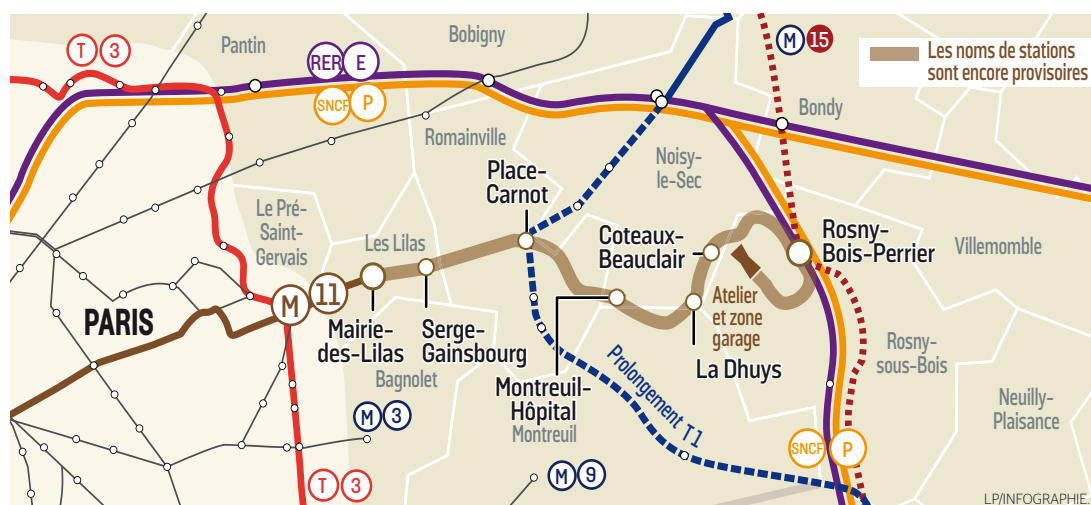 T 3
Pantin
Bobigny
M 15
Les noms de stations
sont encore provisoires
RER E
SNCF P
Bondy
Romainville
Noisy-
le-Sec
Place-
Carnot
Le Pré-
Saint-
Gervais
Les Lilas
Coteaux-
Beauclair
Rosny-
Bois-Perrier
Villemomble
M 11
PARIS
Mairie-
des-Lilas
Serge-
Gainsbourg
Atelier
et zone
garage
La Dhuys
Rosny-
sous-Bois
Bagnolet
Montreuil-
Hôpital
Montreuil
Prolongement T1
Neuilly-
Plaisance
M 3
SNCF P
M 9
T 3
LP/INFOGRAPHIE.